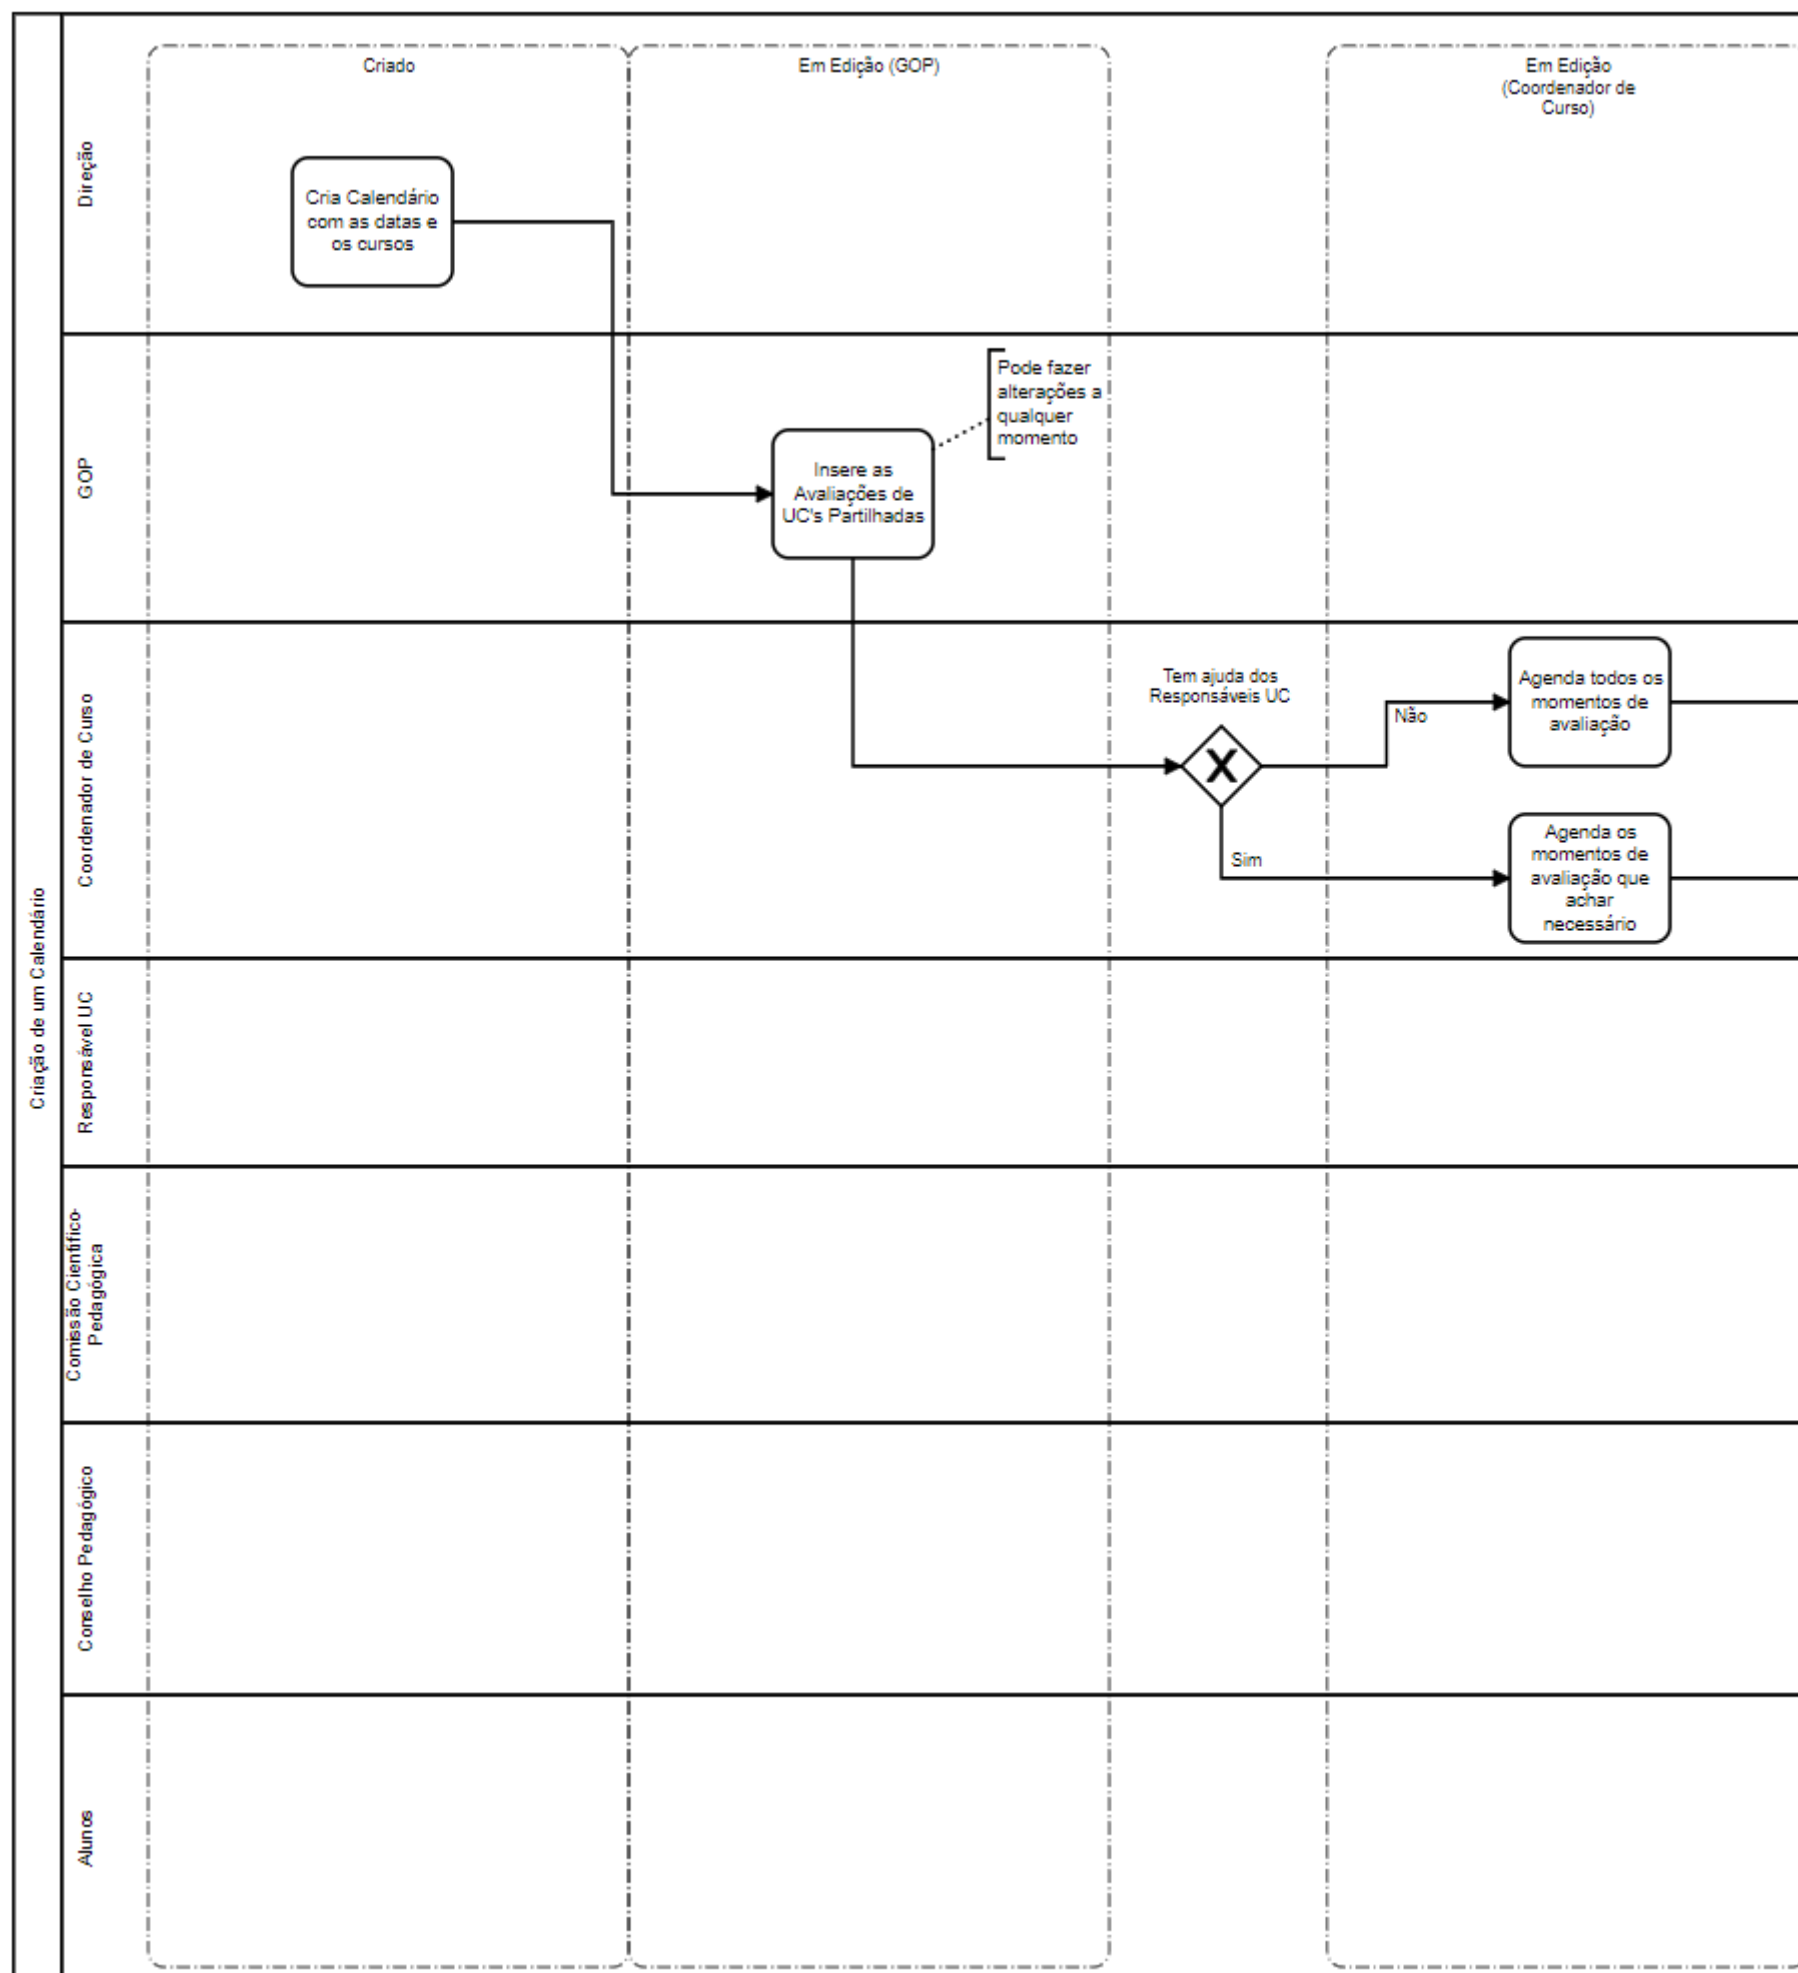 Criação de um Calendário
Direção
GOP
Coordenador de Curso
Responsável UC
Comissão Científico-
Pedagógica
Conselho Pedagógico
Alunos
Criado
Em Edição (GOP)
Em Edição
(Coordenador de
Curso)
Cria Calendário
com as datas e
os cursos
Pode fazer
alterações a
qualquer
momento
Insere as
Avaliações de
UC's Partilhadas
Tem ajuda dos
Responsáveis UC
Não
Agenda todos os
momentos de
avaliação
Sim
Agenda os
momentos de
avaliação que
achar
necessário